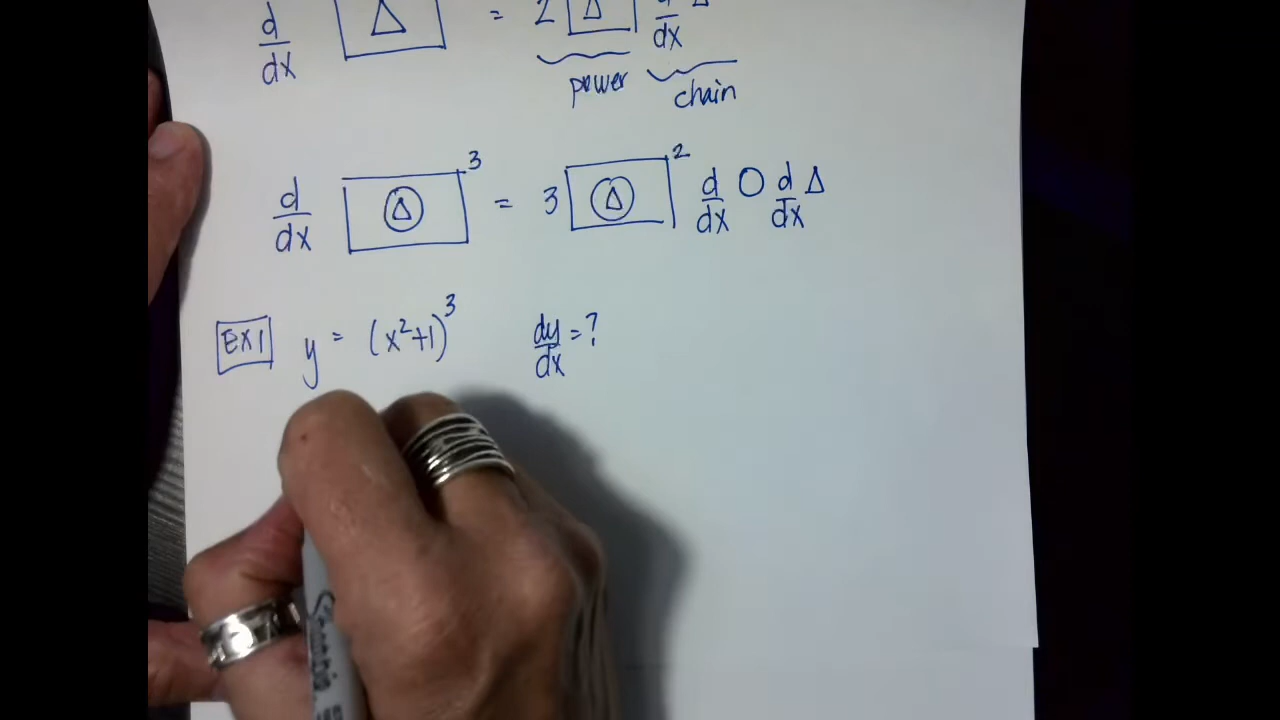 d/dx Δ = 2 Δ d/dx Δ
power chain
d/dx Δ ³ = 3 Δ ² d/dx O d/dx Δ
EX1 y = (x²+1)³ dy/dx = ?